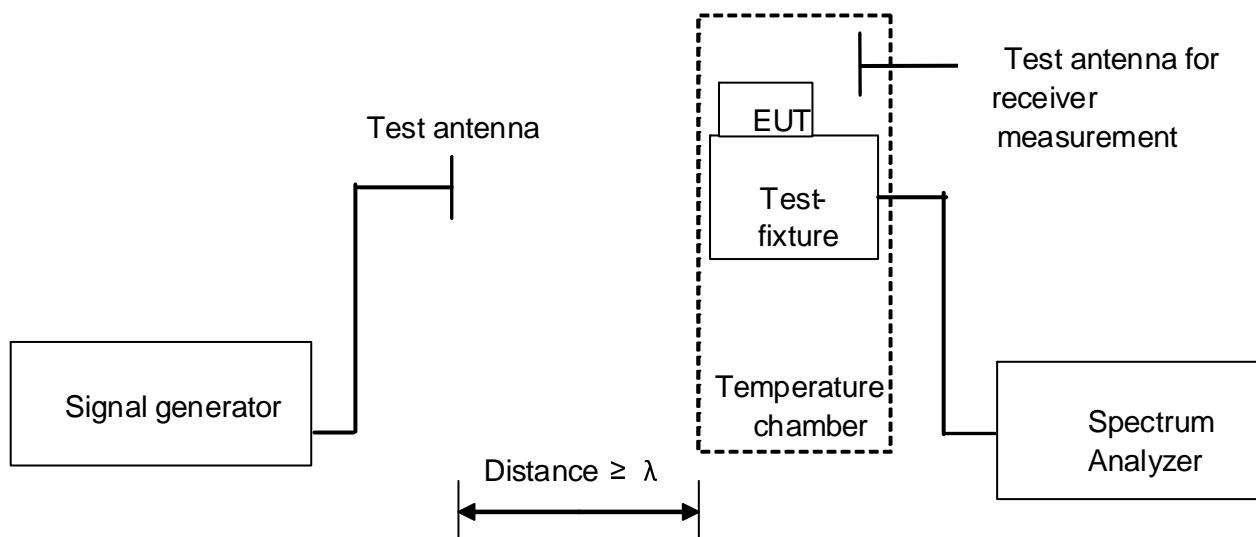 Test antenna for
receiver
measurement
EUT
Test antenna
Test-
fixture
Temperature
chamber
Signal generator
Spectrum
Analyzer
Distance ≥ λ